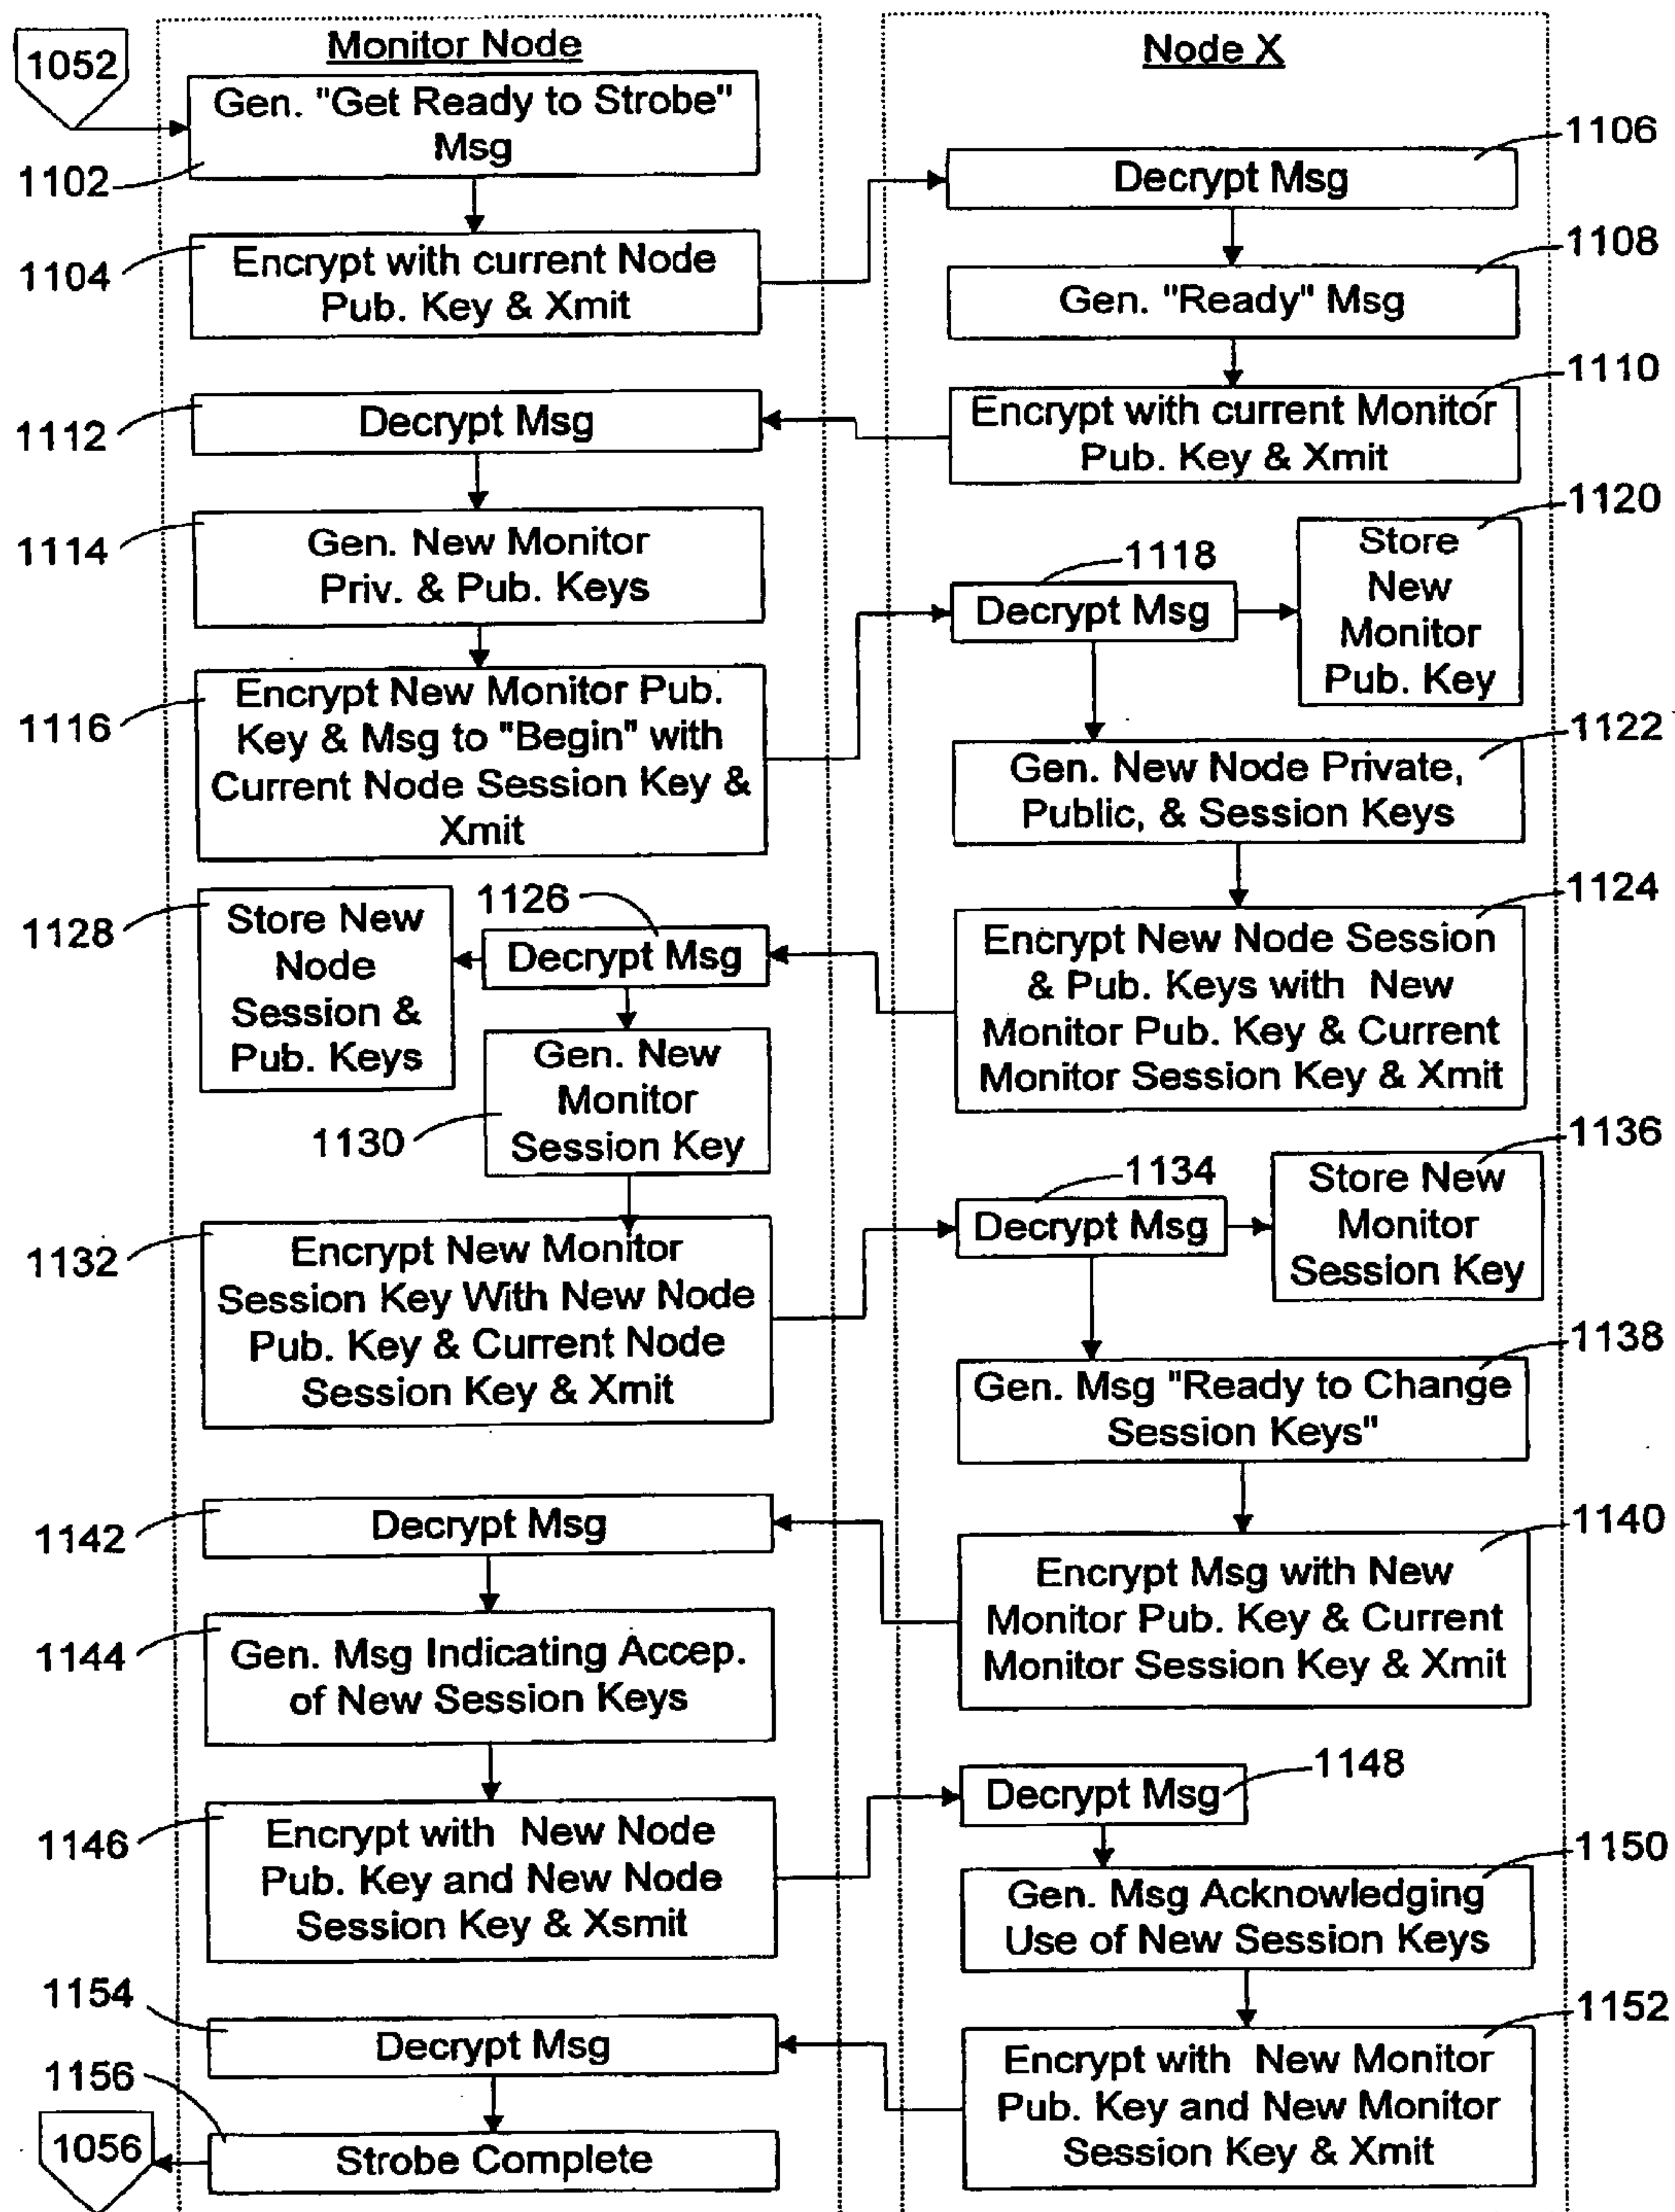 1052
Monitor Node
Gen. "Get Ready to Strobe"
Msg
1102
Encrypt with current Node
Pub. Key & Xmit
1104
Node X
1106
Decrypt Msg
1108
Gen. "Ready" Msg
1110
Encrypt with current Monitor
Pub. Key & Xmit
1112
Decrypt Msg
1114
Gen. New Monitor
Priv. & Pub. Keys
1116
Encrypt New Monitor Pub.
Key & Msg to "Begin" with
Current Node Session Key &
Xmit
1118
Decrypt Msg
1120
Store
New
Monitor
Pub. Key
1122
Gen. New Node Private,
Public, & Session Keys
1124
Encrypt New Node Session
& Pub. Keys with New
Monitor Pub. Key & Current
Monitor Session Key & Xmit
1126
Decrypt Msg
1128
Store New
Node
Session &
Pub. Keys
1130
Gen. New
Monitor
Session Key
1132
Encrypt New Monitor
Session Key With New Node
Pub. Key & Current Node
Session Key & Xmit
1134
Decrypt Msg
1136
Store New
Monitor
Session Key
1138
Gen. Msg "Ready to Change
Session Keys"
1140
Encrypt Msg with New
Monitor Pub. Key & Current
Monitor Session Key & Xmit
1142
Decrypt Msg
1144
Gen. Msg Indicating Accep.
of New Session Keys
1146
Encrypt with New Node
Pub. Key and New Node
Session Key & Xsmit
1148
Decrypt Msg
1150
Gen. Msg Acknowledging
Use of New Session Keys
1152
Encrypt with New Monitor
Pub. Key and New Monitor
Session Key & Xmit
1154
Decrypt Msg
1156
Strobe Complete
1056